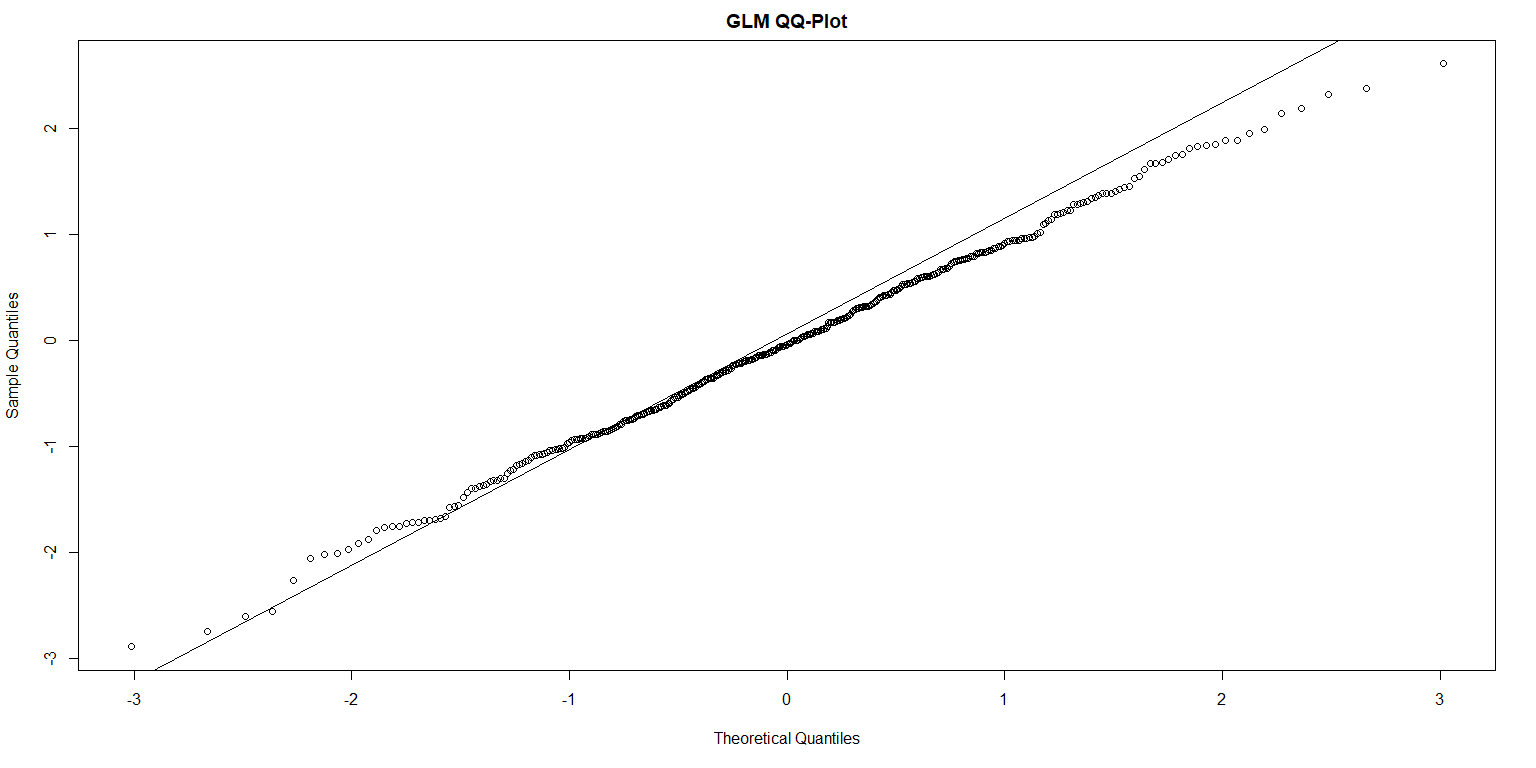 GLM QQ-Plot
2
1
0
-1
-2
-3
Sample Quantiles
-3 -2 -1 0 1 2 3
Theoretical Quantiles